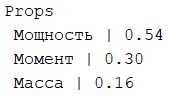 Props
Мощность | 0.54
Момент | 0.30
Масса | 0.16